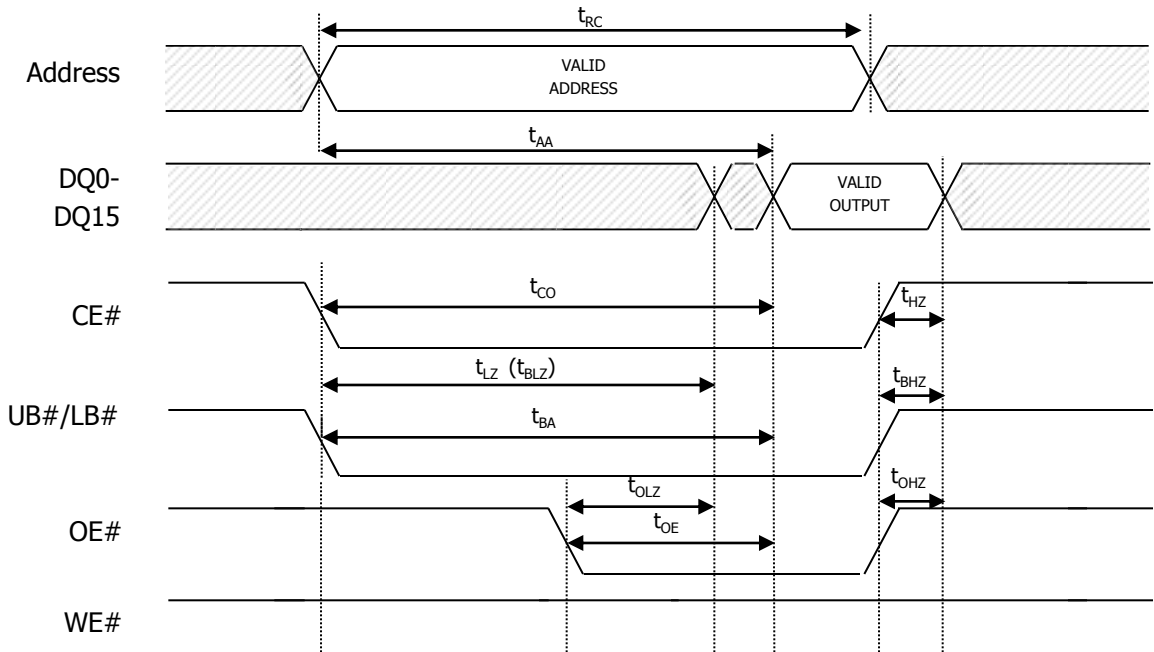 tRC
Address
VALID
ADDRESS
tAA
DQ0-
DQ15
VALID
OUTPUT
CE#
tCO
tHZ
tLZ (tBLZ)
tBHZ
UB#/LB#
tBA
tOLZ
tOHZ
OE#
tOE
WE#